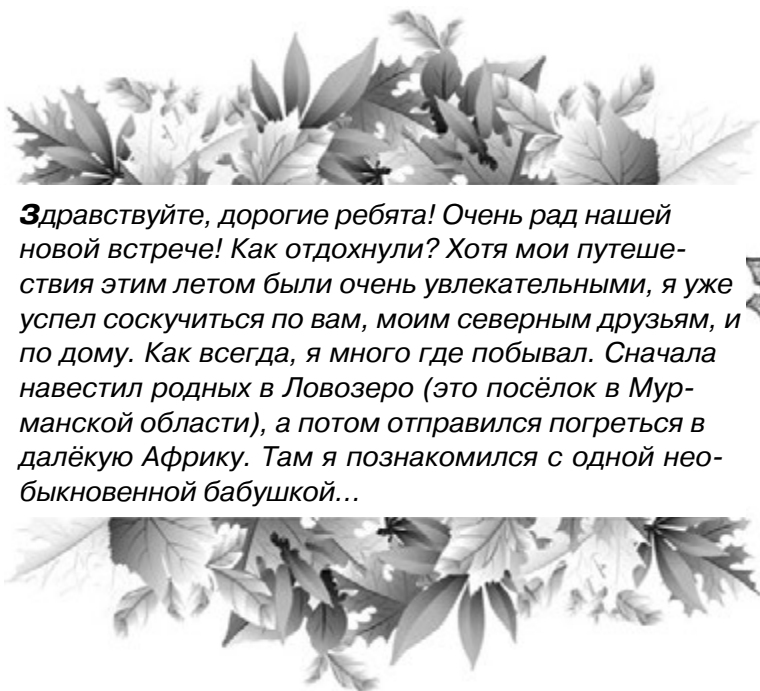 Здравствуйте, дорогие ребята! Очень рад нашей
новой встрече! Как отдохнули? Хотя мои путеше-
ствия этим летом были очень увлекательными, я уже
успел соскучиться по вам, моим северным друзьям, и
по дому. Как всегда, я много где побывал. Сначала
навестил родных в Ловозеро (это посёлок в Мур-
манской области), а потом отправился погреться в
далёкую Африку. Там я познакомился с одной нео-
быкновенной бабушкой...